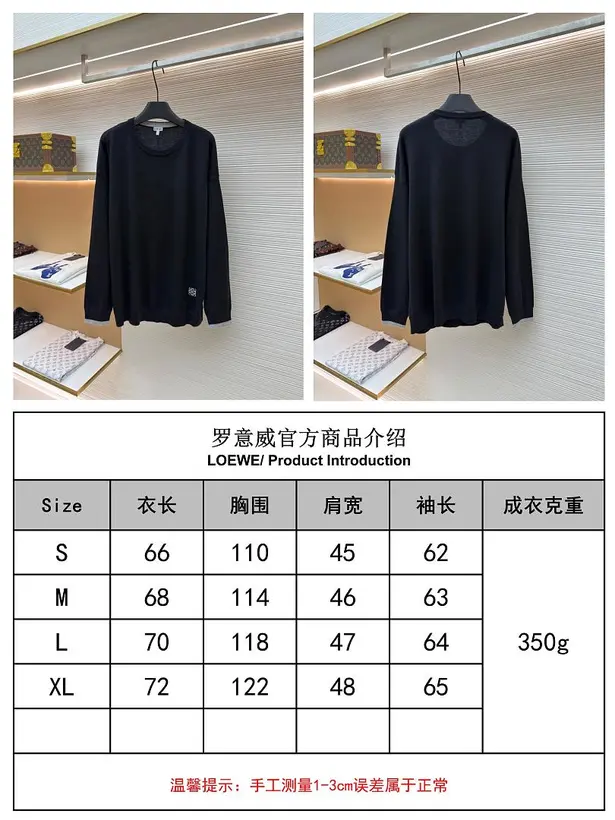 罗意威官方商品介绍
LOEWE/ Product Introduction
Size 衣长 胸围 肩宽 袖长 成衣克重
S 66 110 45 62
M 68 114 46 63
L 70 118 47 64
XL 72 122 48 65
350g
温馨提示：手工测量1-3cm误差属于正常